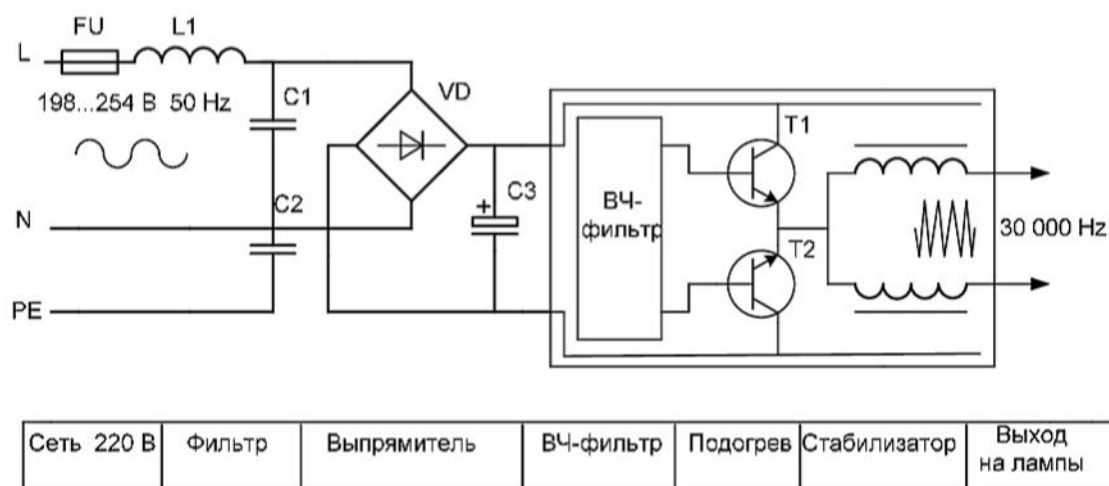 FU L1
L
198...254 В 50 Hz
C1
VD
N
C2
PE
C3
+
ВЧ-
фильтр
T1
T2
30 000 Hz
Сеть 220 В
Фильтр
Выпрямитель
ВЧ-фильтр
Подогрев
Стабилизатор
Выход
на лампы